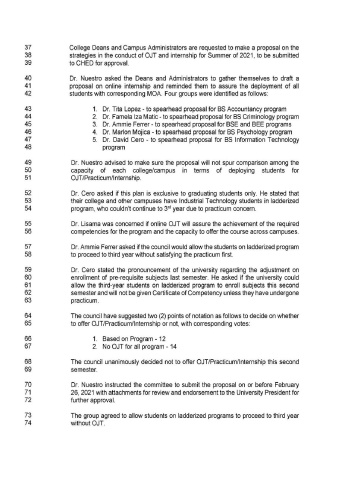 37 College Deans and Campus Administrators are requested to make a proposal on the
38 strategies in the conduct of OJT and internship for Summer of 2021, to be submitted
39 to CHED for approval.
40 Dr. Nuestro asked the Deans and Administrators to gather themselves to draft a
41 proposal on online internship and reminded them to assure the deployment of all
42 students with corresponding MOA. Four groups were identified as follows:
43 1. Dr. Tita Lopez - to spearhead proposal for BS Accountancy program
44 2. Dr. Famela Iza Matic - to spearhead proposal for BS Criminology program
45 3. Dr. Ammie Ferrer - to spearhead proposal for BSE and BEE programs
46 4. Dr. Marlon Mojica - to spearhead proposal for BS Psychology program
47 5. Dr. David Cero - to spearhead proposal for BS Information Technology
48 program
49 Dr. Nuestro advised to make sure the proposal will not spur comparison among the
50 capacity of each college/campus in terms of deploying students for
51 OJT/Practicum/Internship.
52 Dr. Cero asked if this plan is exclusive to graduating students only. He stated that
53 their college and other campuses have Industrial Technology students in ladderized
54 program, who couldn't continue to 3rd year due to practicum concern.
55 Dr. Lisama was concerned if online OJT will assure the achievement of the required
56 competencies for the program and the capacity to offer the course across campuses.
57 Dr. Ammie Ferrer asked if the council would allow the students on ladderized program
58 to proceed to third year without satisfying the practicum first.
59 Dr. Cero stated the pronouncement of the university regarding the adjustment on
60 enrollment of pre-requisite subjects last semester. He asked if the university could
61 allow the third-year students on ladderized program to enroll subjects this second
62 semester and will not be given Certificate of Competency unless they have undergone
63 practicum.
64 The council have suggested two (2) points of notation as follows to decide on whether
65 to offer OJT/Practicum/Internship or not, with corresponding votes:
66 1. Based on Program - 12
67 2. No OJT for all program - 14
68 The council unanimously decided not to offer OJT/Practicum/Internship this second
69 semester.
70 Dr. Nuestro instructed the committee to submit the proposal on or before February
71 26, 2021 with attachments for review and endorsement to the University President for
72 further approval.
73 The group agreed to allow students on ladderized programs to proceed to third year
74 without OJT.